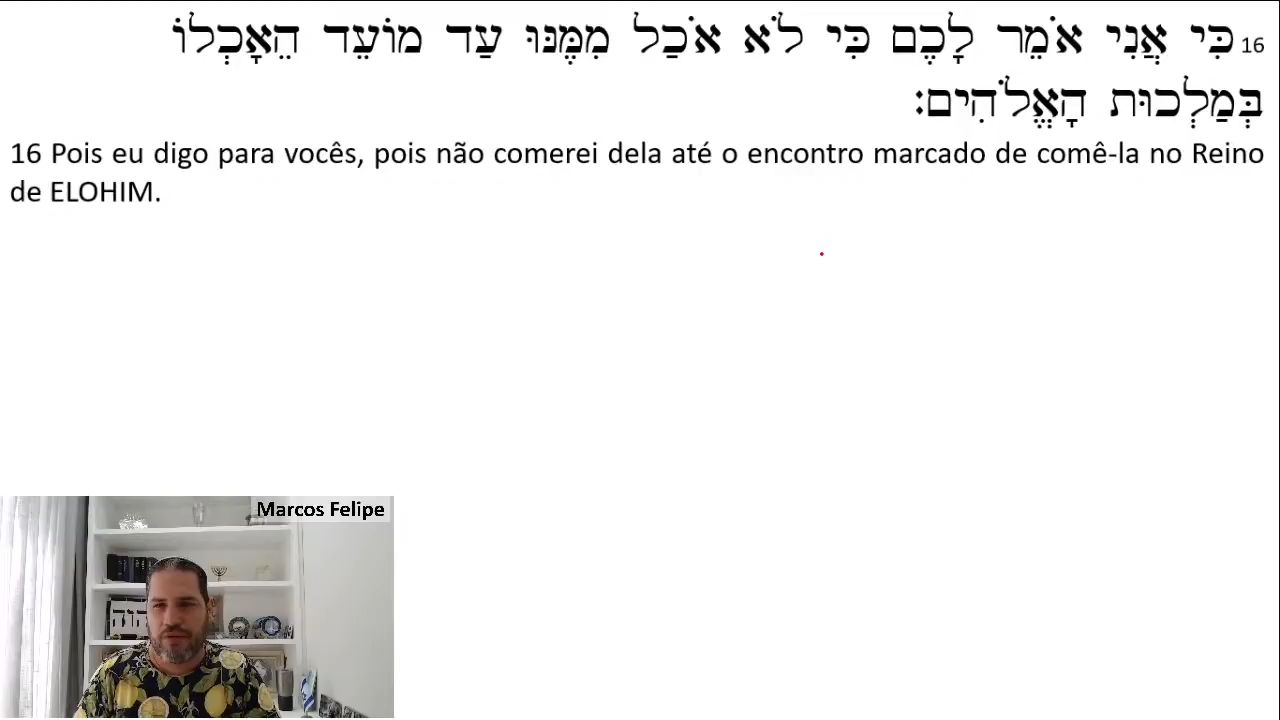 16 כִּי אֲנִי אֹמֵר לָכֶם כִּי לֹא אֹכַל מִמֶּנּוּ עַד מוֹעֵד הֵאָכְלוֹ
בְּמַלְכוּת הָאֱלֹהִים׃
16 Pois eu digo para vocês, pois não comerei dela até o encontro marcado de comê-la no Reino
de ELOHIM.
Marcos Felipe